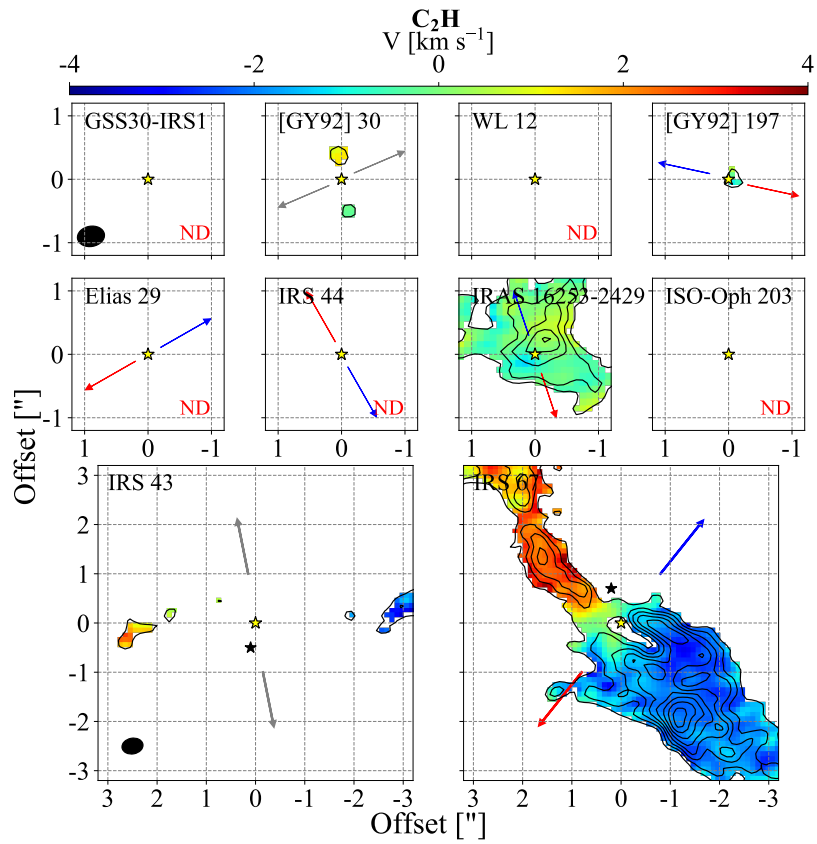 C₂H
V [km s⁻¹]
-4 -2 0 2 4
GSS30-IRS1 [GY92] 30 WL 12 [GY92] 197
1
0
-1
ND ND ND
Elias 29 IRS 44 IRAS 16253-2429 ISO-Oph 203
1
0
-1
ND ND ND
1 0 -1 1 0 -1 1 0 -1 1 0 -1
Offset ["]
IRS 43 IRS 67
3
2
1
0
-1
-2
-3
3 2 1 0 -1 -2 -3 3 2 1 0 -1 -2 -3
Offset ["]